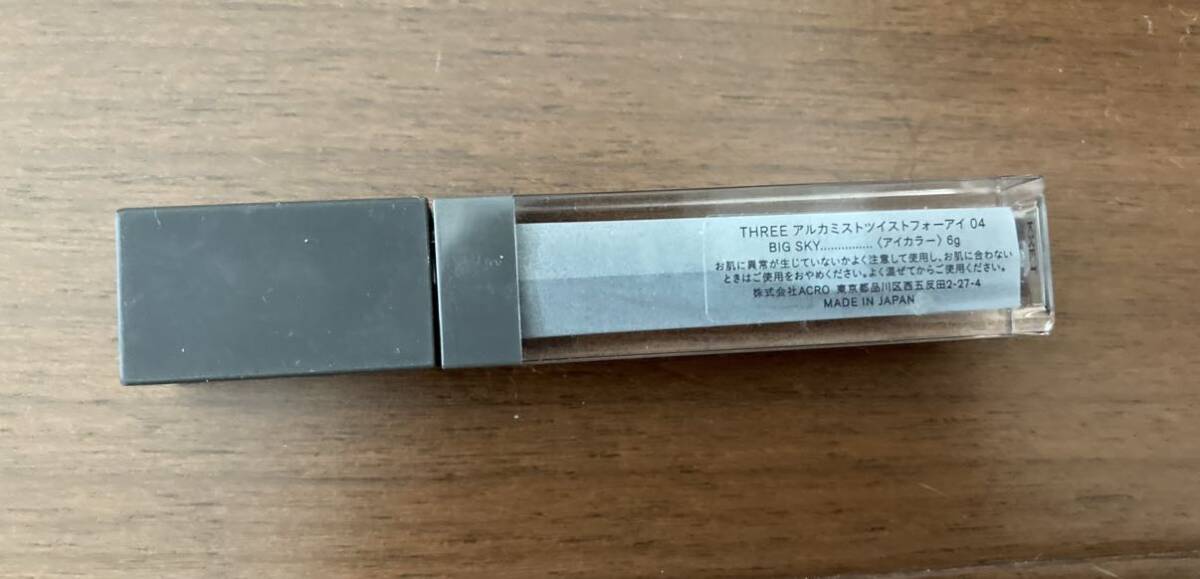 THREE アルカミストツイストフォーアイ 04
BIG SKY...............〈アイカラー〉6g
お肌に異常が生じていないかよく注意して使用し、お肌に合わない
ときはご使用をおやめください。よく混ぜてからご使用ください。
株式会社ACRO 東京都品川区西五反田2-27-4
MADE IN JAPAN